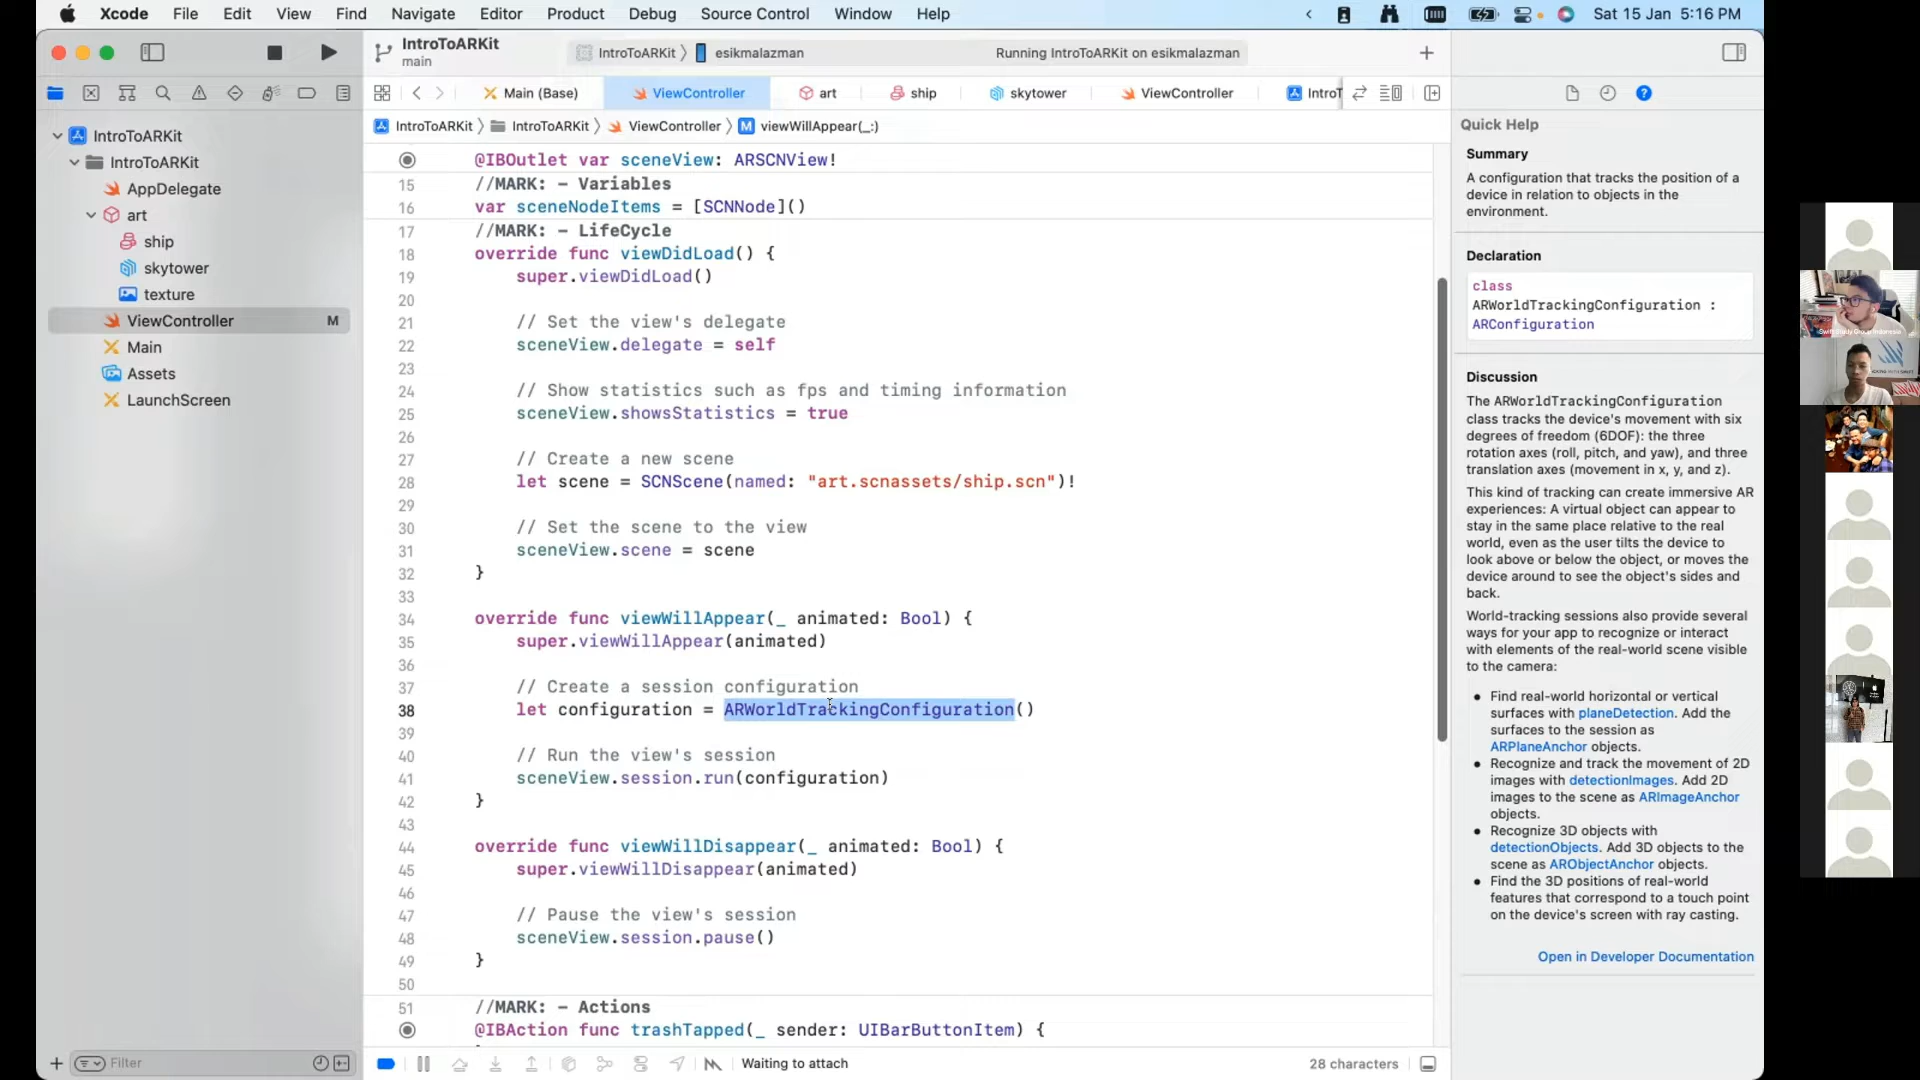 Xcode File Edit View Find Navigate Editor Product Debug Source Control Window Help Sat 15 Jan 5:16 PM
IntroToARKit
main
IntroToARKit esikmalazman Running IntroToARKit on esikmalazman
Main (Base) ViewController art ship skytower ViewController IntroT
IntroToARKit IntroToARKit ViewController M viewWillAppear(_:)
IntroToARKit
IntroToARKit
AppDelegate
art
ship
skytower
texture
ViewController M
Main
Assets
LaunchScreen
Filter
@IBOutlet var sceneView: ARSCNView!
15 //MARK: - Variables
16 var sceneNodeItems = [SCNNode]()
17 //MARK: - LifeCycle
18 override func viewDidLoad() {
19 super.viewDidLoad()
20
21 // Set the view's delegate
22 sceneView.delegate = self
23
24 // Show statistics such as fps and timing information
25 sceneView.showsStatistics = true
26
27 // Create a new scene
28 let scene = SCNScene(named: "art.scnassets/ship.scn")!
29
30 // Set the scene to the view
31 sceneView.scene = scene
32 }
33
34 override func viewWillAppear(_ animated: Bool) {
35 super.viewWillAppear(animated)
36
37 // Create a session configuration
38 let configuration = ARWorldTrackingConfiguration()
39
40 // Run the view's session
41 sceneView.session.run(configuration)
42 }
43
44 override func viewWillDisappear(_ animated: Bool) {
45 super.viewWillDisappear(animated)
46
47 // Pause the view's session
48 sceneView.session.pause()
49 }
50
51 //MARK: - Actions
@IBAction func trashTapped(_ sender: UIBarButtonItem) {
Waiting to attach 28 characters
Quick Help
Summary
A configuration that tracks the position of a
device in relation to objects in the
environment.
Declaration
class
ARWorldTrackingConfiguration :
ARConfiguration
Discussion
The ARWorldTrackingConfiguration
class tracks the device's movement with six
degrees of freedom (6DOF): the three
rotation axes (roll, pitch, and yaw), and three
translation axes (movement in x, y, and z).
This kind of tracking can create immersive AR
experiences: A virtual object can appear to
stay in the same place relative to the real
world, even as the user tilts the device to
look above or below the object, or moves the
device around to see the object's sides and
back.
World-tracking sessions also provide several
ways for your app to recognize or interact
with elements of the real-world scene visible
to the camera:
• Find real-world horizontal or vertical
surfaces with planeDetection. Add the
surfaces to the session as
ARPlaneAnchor objects.
• Recognize and track the movement of 2D
images with detectionImages. Add 2D
images to the scene as ARImageAnchor
objects.
• Recognize 3D objects with
detectionObjects. Add 3D objects to the
scene as ARObjectAnchor objects.
• Find the 3D positions of real-world
features that correspond to a touch point
on the device's screen with ray casting.
Open in Developer Documentation